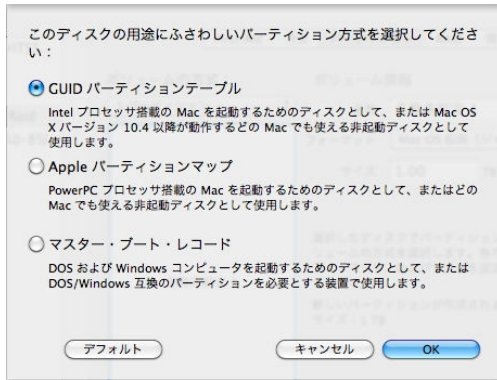 このディスクの用途にふさわしいパーティション方式を選択してくださ
い：
GUID パーティションテーブル
Intel プロセッサ搭載の Mac を起動するためのディスクとして、または Mac OS
X バージョン 10.4 以降が動作するどの Mac でも使える非起動ディスクとして
使用します。
Apple パーティションマップ
PowerPC プロセッサ搭載の Mac を起動するためのディスクとして、またはどの
Mac でも使える非起動ディスクとして使用します。
マスター・ブート・レコード
DOS および Windows コンピュータを起動するためのディスクとして、または
DOS/Windows 互換のパーティションを必要とする装置で使用します。
デフォルト
キャンセル
OK